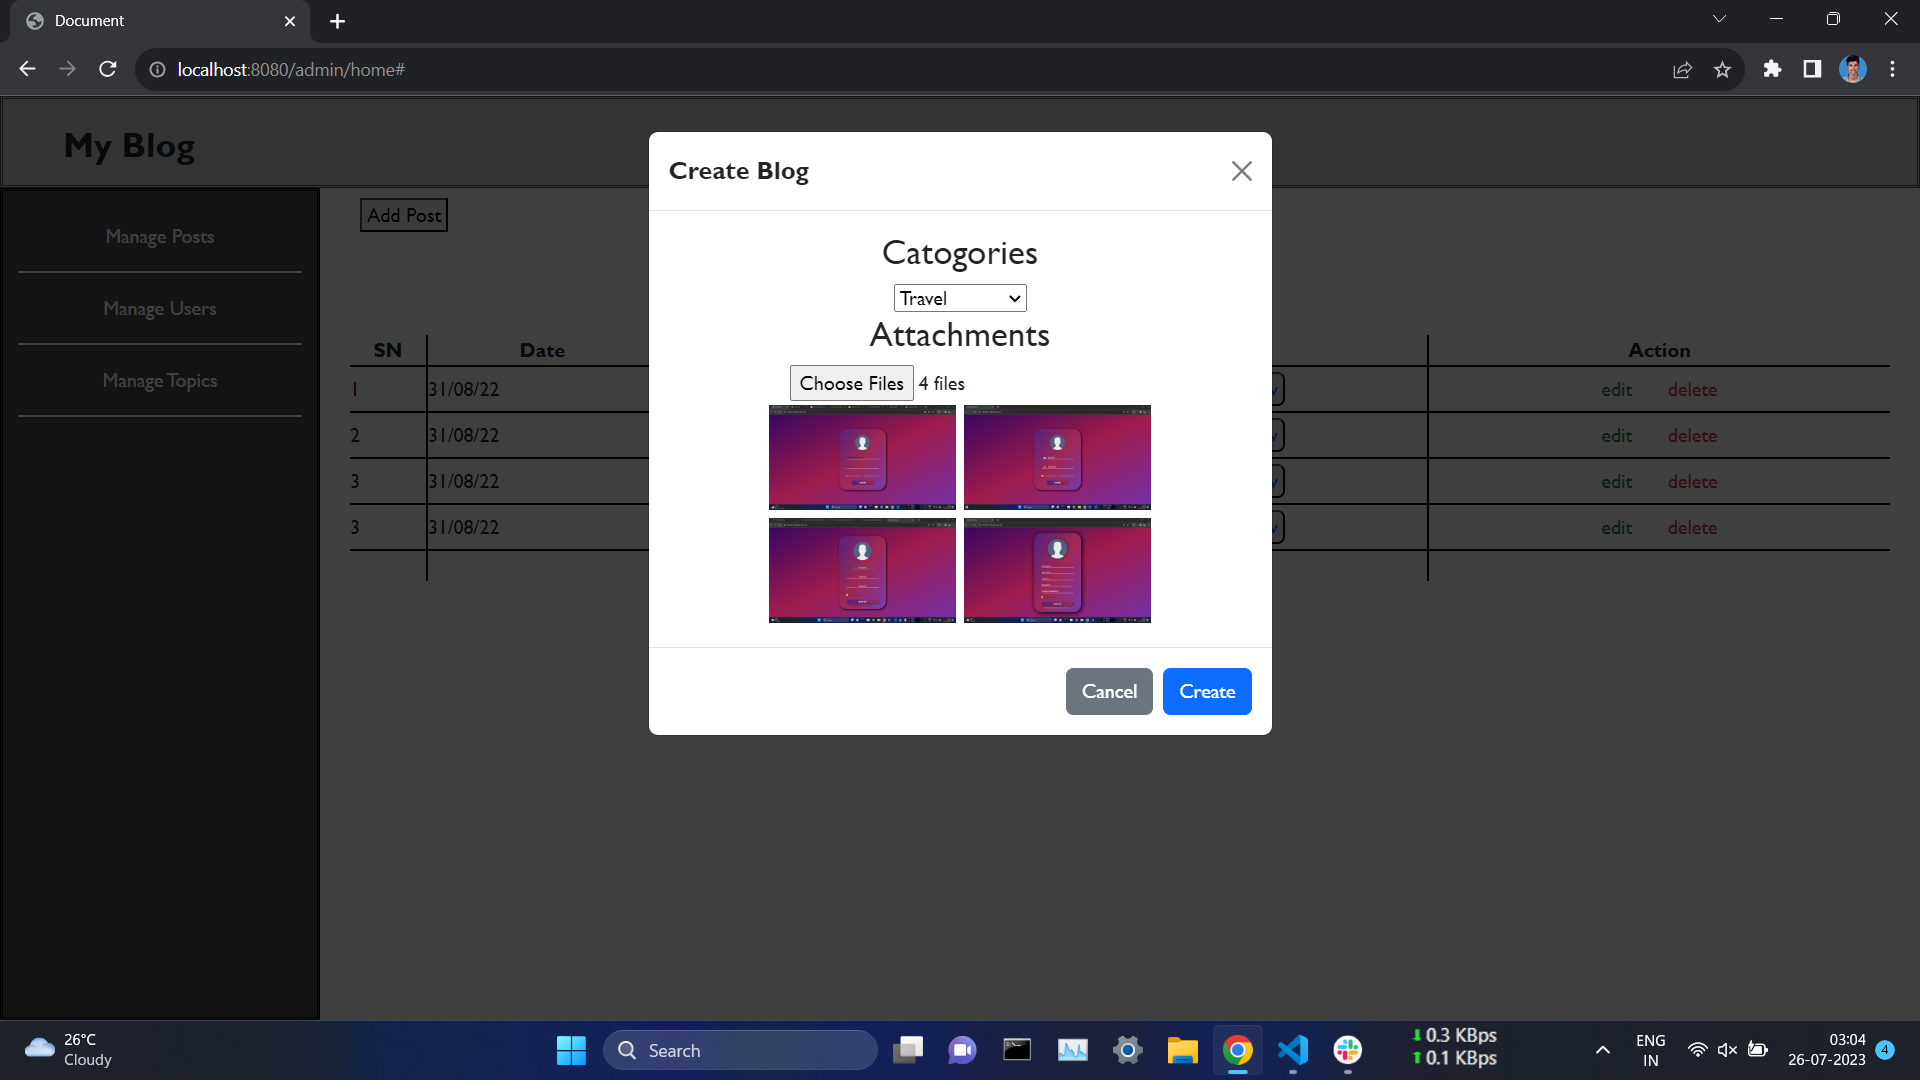 Document
localhost:8080/admin/home#
My Blog
Create Blog
Add Post
Manage Posts
Manage Users
Manage Topics
Catogories
Travel
Attachments
Choose Files 4 files
SN Date Action
1 31/08/22 edit delete
2 31/08/22 edit delete
3 31/08/22 edit delete
3 31/08/22 edit delete
Cancel Create
26°C
Cloudy
Search
0.3 KBps
0.1 KBps
ENG
IN
03:04
26-07-2023
4